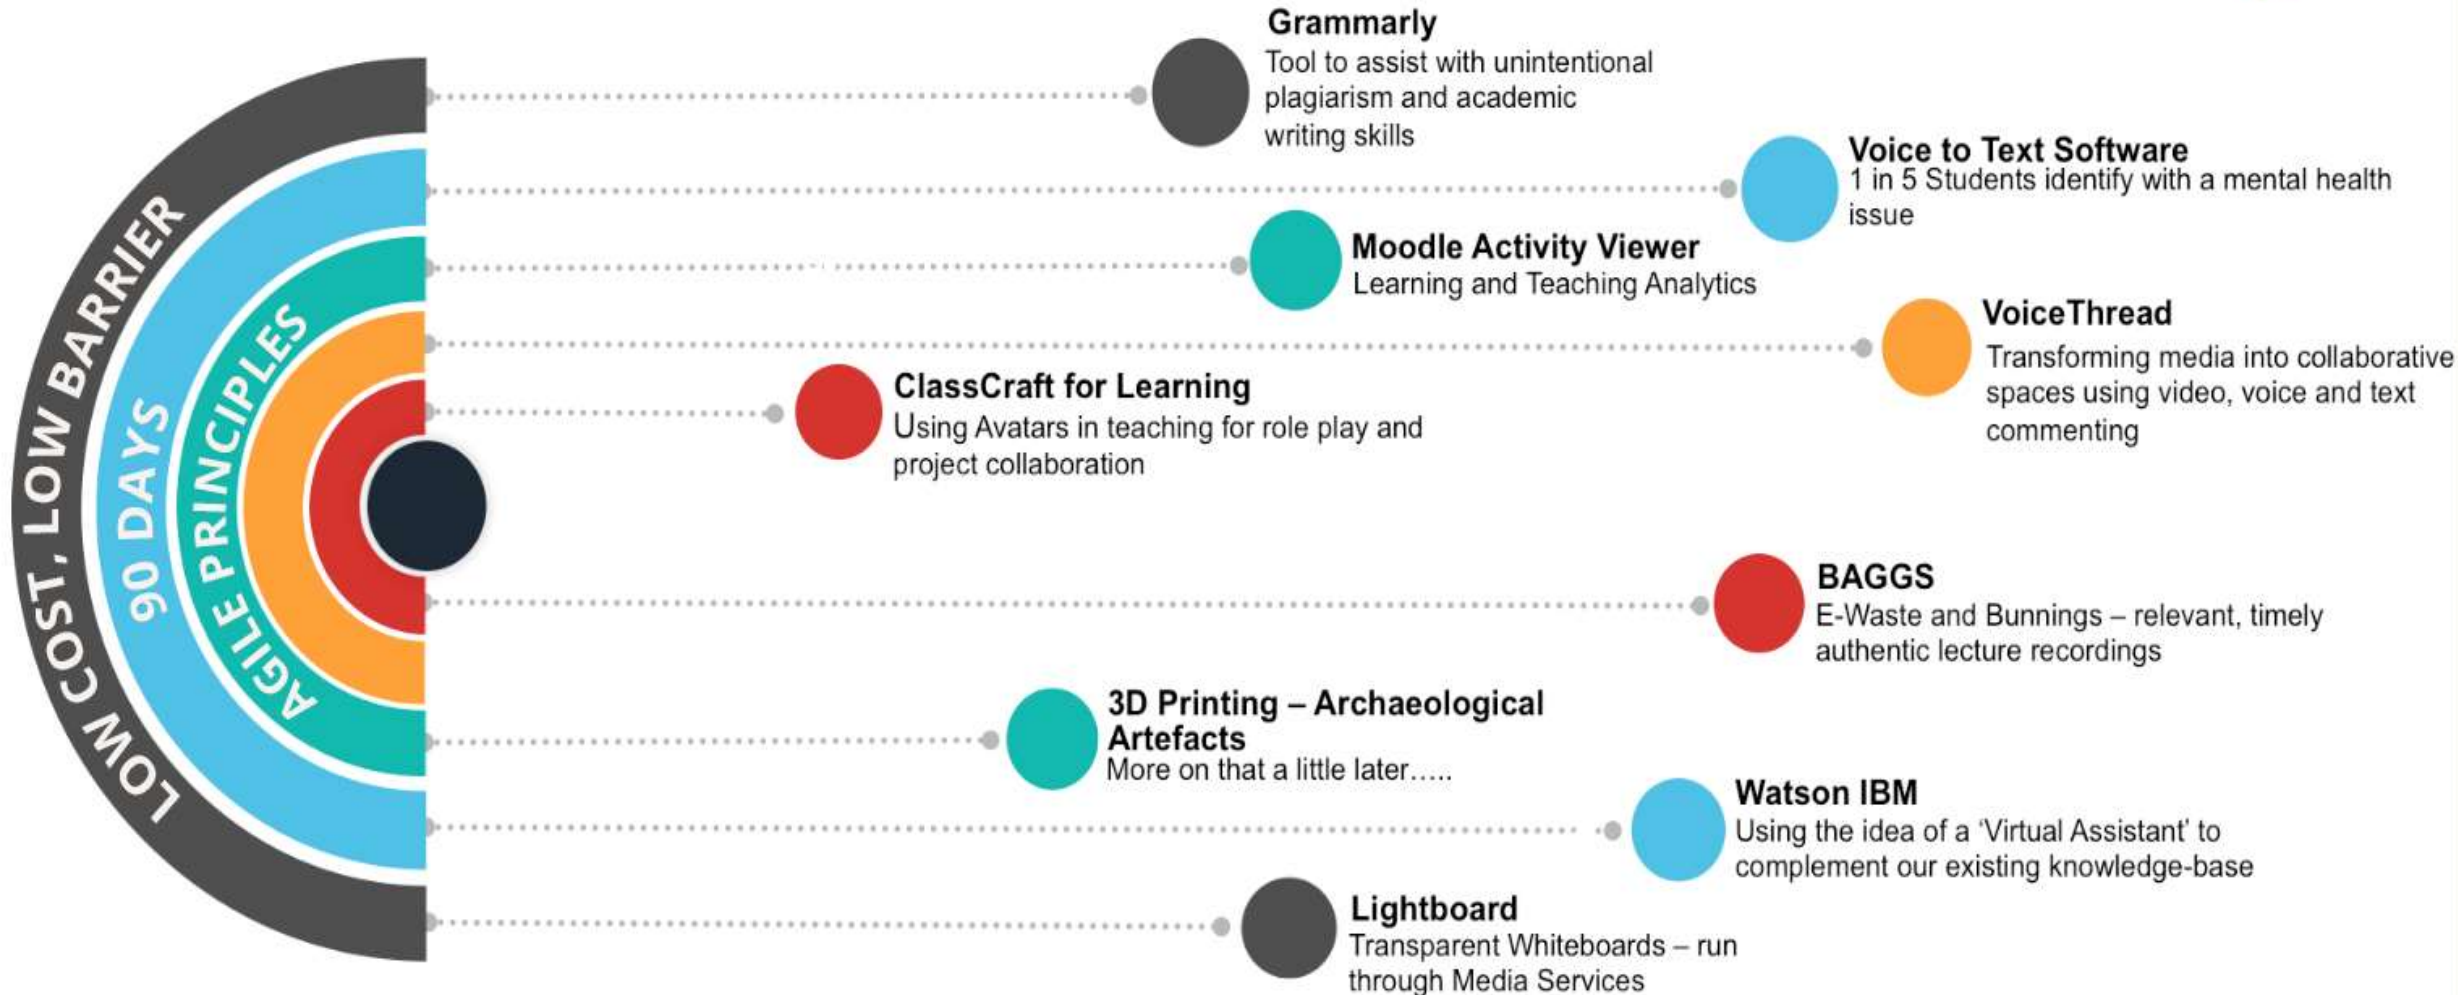 LOW COST, LOW BARRIER
90 DAYS
AGILE PRINCIPLES
Grammarly
Tool to assist with unintentional
plagiarism and academic
writing skills
Voice to Text Software
1 in 5 Students identify with a mental health
issue
Moodle Activity Viewer
Learning and Teaching Analytics
VoiceThread
Transforming media into collaborative
spaces using video, voice and text
commenting
ClassCraft for Learning
Using Avatars in teaching for role play and
project collaboration
BAGGS
E-Waste and Bunnings – relevant, timely
authentic lecture recordings
3D Printing – Archaeological
Artefacts
More on that a little later…..
Watson IBM
Using the idea of a ‘Virtual Assistant’ to
complement our existing knowledge-base
Lightboard
Transparent Whiteboards – run
through Media Services